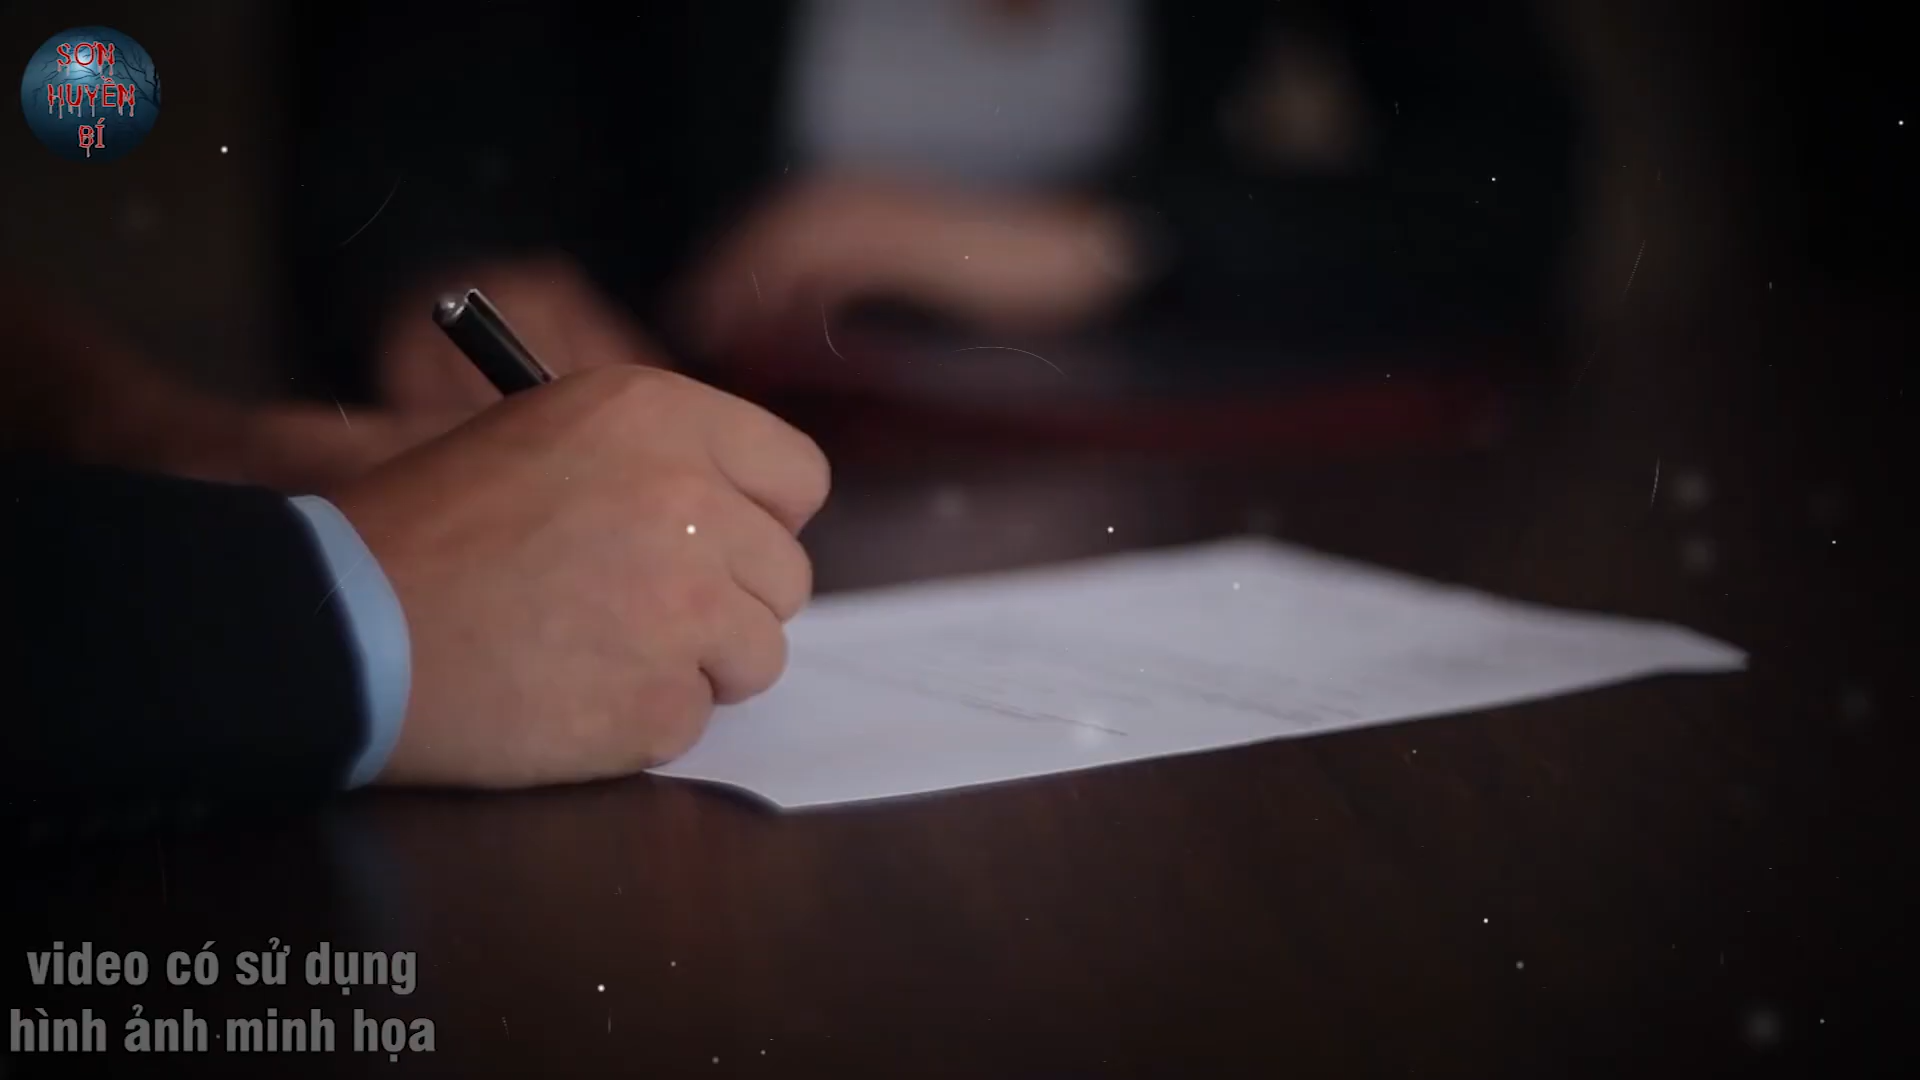 SƠN
HUYỀN
BÍ
video có sử dụng
hình ảnh minh họa